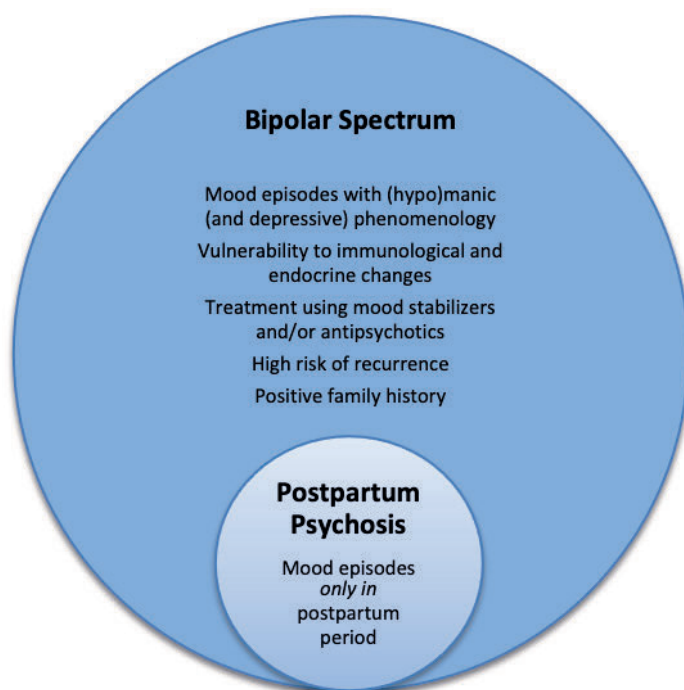 Bipolar Spectrum
Mood episodes with (hypo)manic
(and depressive) phenomenology
Vulnerability to immunological and
endocrine changes
Treatment using mood stabilizers
and/or antipsychotics
High risk of recurrence
Positive family history
Postpartum
Psychosis
Mood episodes
only in
postpartum
period